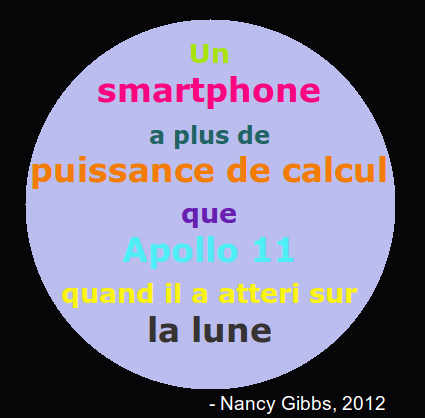 Un
smartphone
a plus de
puissance de calcul
que
Apollo 11
quand il a atteri sur
la lune
- Nancy Gibbs, 2012